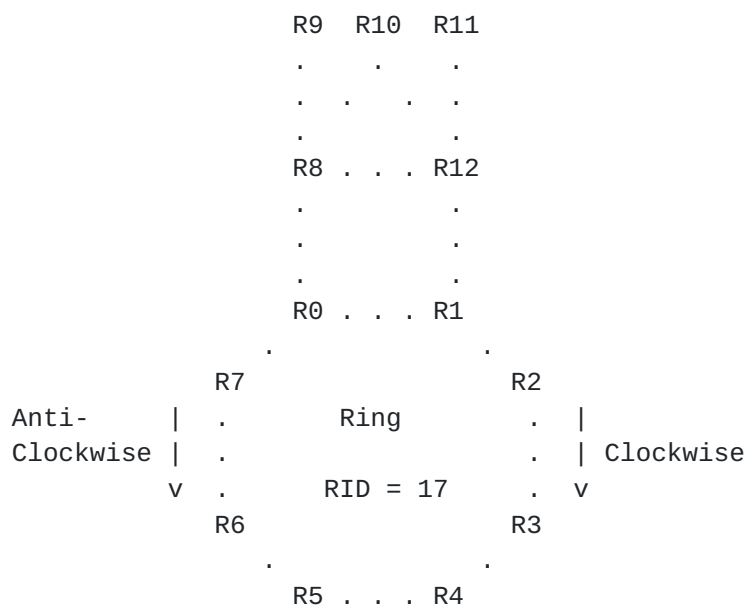 R9 R10 R11
. . .
. . . .
. .
R8 . . . R12
. .
. .
. .
R0 . . . R1
. .
R7 R2
Anti- | . Ring . |
Clockwise | . . | Clockwise
v . RID = 17 . v
R6 R3
. .
R5 . . . R4